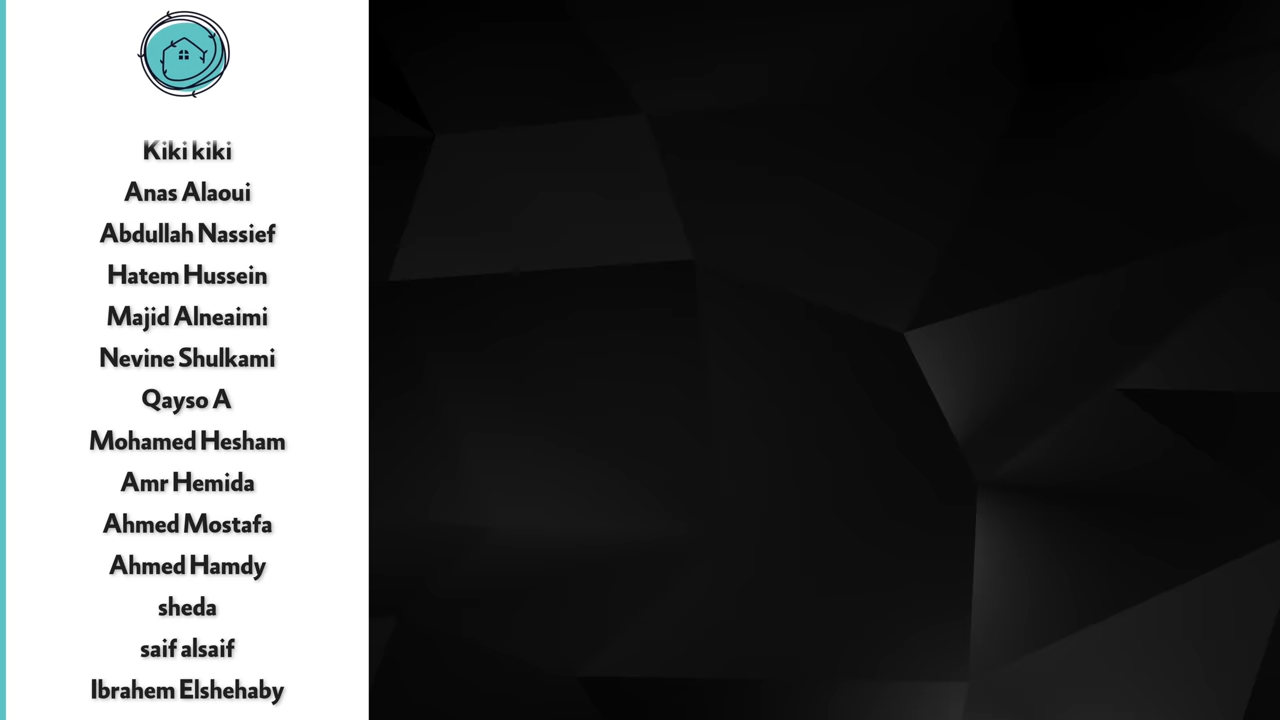 Kiki kiki
Anas Alaoui
Abdullah Nassief
Hatem Hussein
Majid Alneaimi
Nevine Shulkami
Qayso A
Mohamed Hesham
Amr Hemida
Ahmed Mostafa
Ahmed Hamdy
sheda
saif alsaif
Ibrahem Elshehaby